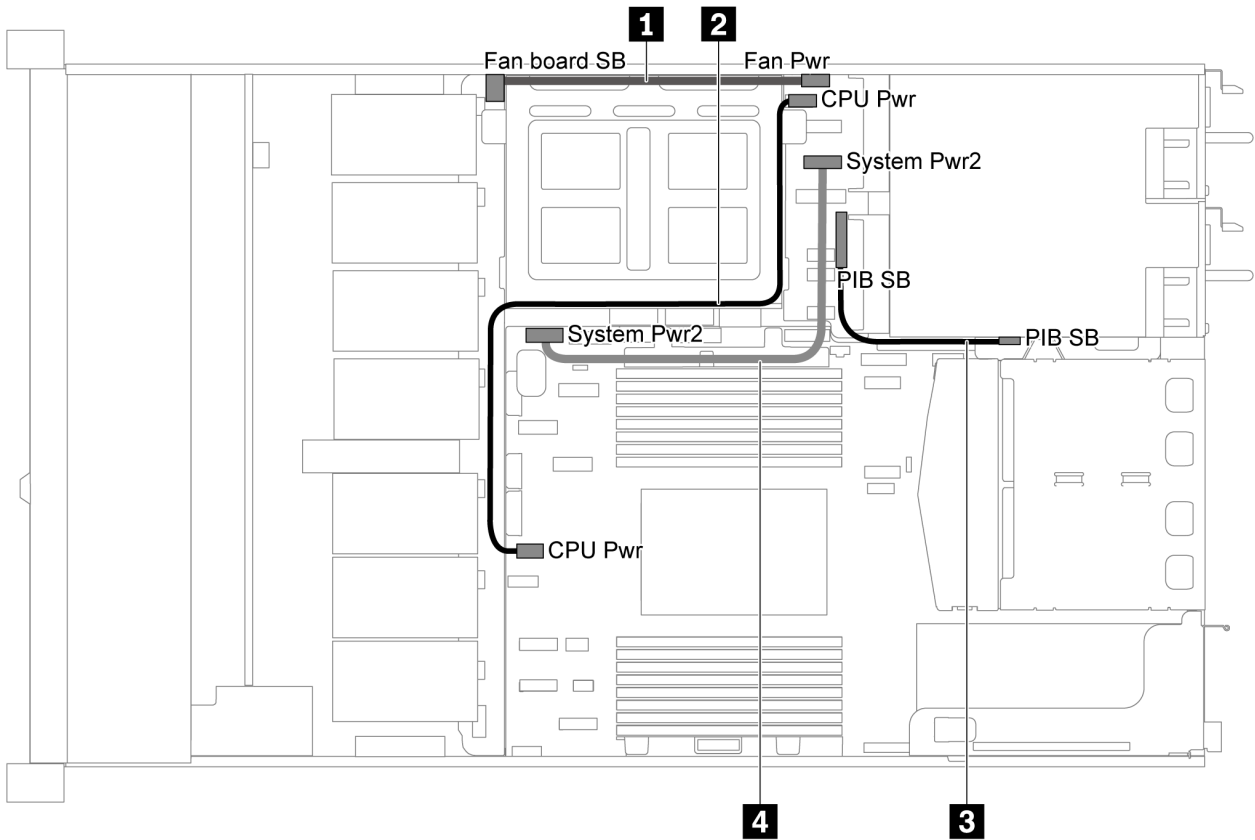 1
2
Fan board SB
Fan Pwr
CPU Pwr
System Pwr2
PIB SB
System Pwr2
PIB SB
CPU Pwr
4
3